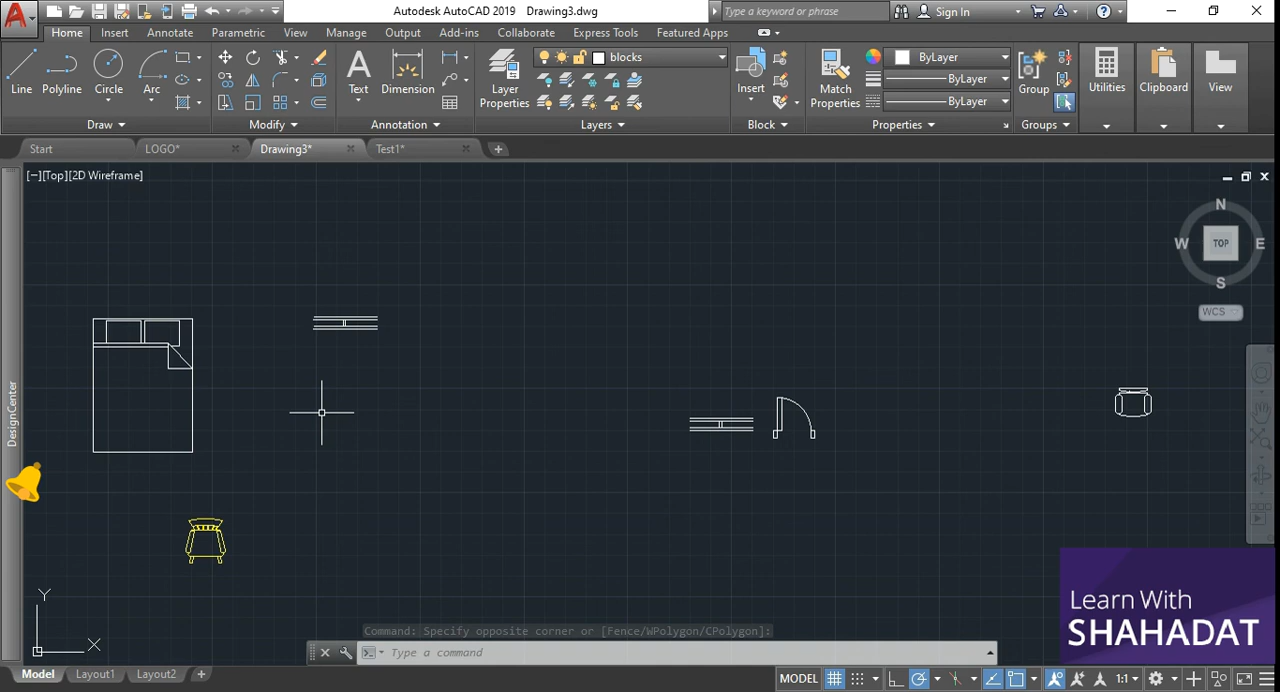 Autodesk AutoCAD 2019 Drawing3.dwg
Type a keyword or phrase
Sign In
Home Insert Annotate Parametric View Manage Output Add-ins Collaborate Express Tools Featured Apps
Line Polyline Circle Arc
Draw
Modify
Text Dimension
Annotation
Layer Properties
blocks
Layers
Insert
Block
Match Properties
ByLayer
ByLayer
ByLayer
Properties
Group
Groups
Utilities
Clipboard
View
Start LOGO* Drawing3* Test1*
[−][Top][2D Wireframe]
N
W TOP E
S
WCS
DesignCenter
Y
X
Command: Specify opposite corner or [Fence/WPolygon/CPolygon]:
Type a command
Learn With
SHAHADAT
Model Layout1 Layout2
MODEL 1:1